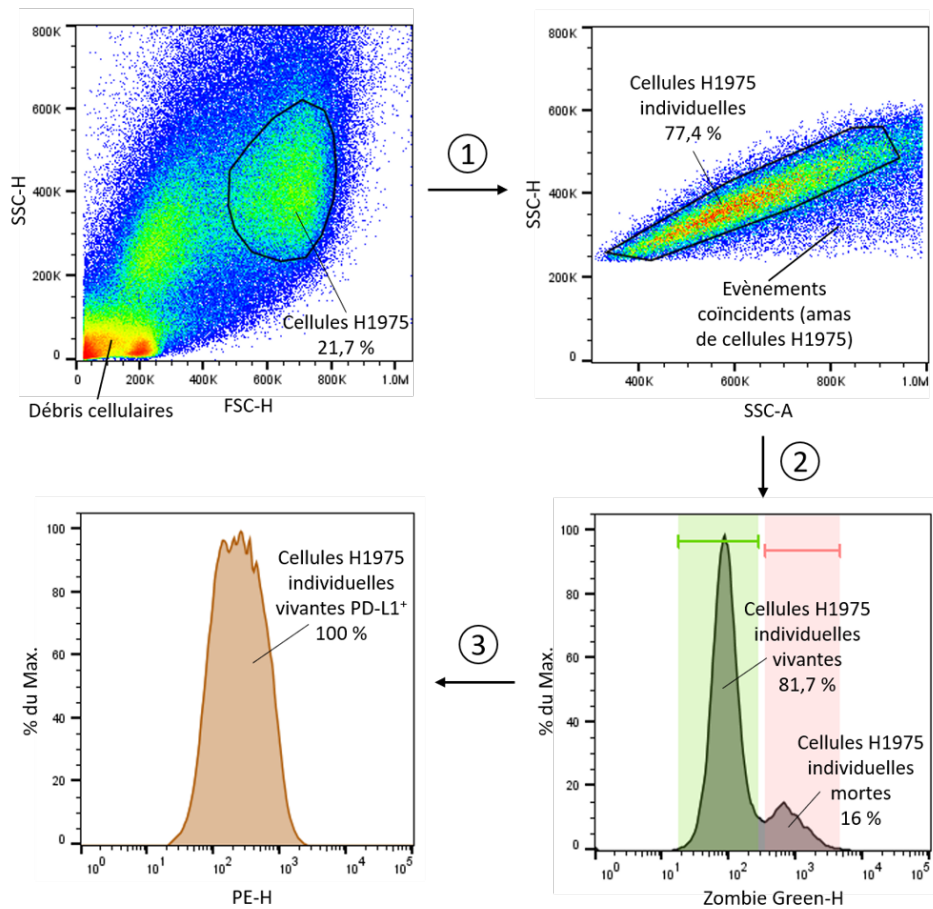 800K
600K
400K
200K
0
SSC-H
0
200K
400K
600K
800K
1.0M
FSC-H
Cellules H1975
21,7 %
Débris cellulaires
1
800K
600K
400K
200K
0
SSC-H
400K
600K
800K
1.0M
SSC-A
Cellules H1975
individuelles
77,4 %
Evènements
coïncidents (amas
de cellules H1975)
2
100
80
60
40
20
0
% du Max.
10⁰
10¹
10²
10³
10⁴
10⁵
PE-H
Cellules H1975
individuelles
vivantes PD-L1⁺
100 %
3
100
80
60
40
20
0
% du Max.
10⁰
10¹
10²
10³
10⁴
10⁵
Zombie Green-H
Cellules H1975
individuelles
vivantes
81,7 %
Cellules H1975
individuelles
mortes
16 %